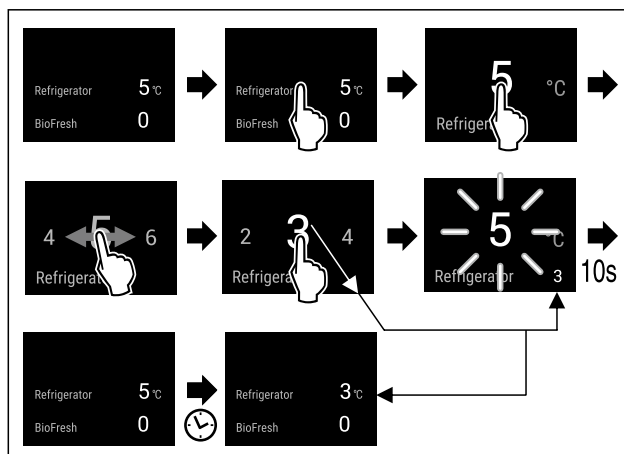 Refrigerator 5 °C
BioFresh 0
Refrigerator 5 °C
BioFresh 0
5 °C
Refriger
4 5 6
Refrigerat
2 3 4
Refrigera
5 °C
Refrigerator 3
10s
Refrigerator 5 °C
BioFresh 0
Refrigerator 3 °C
BioFresh 0